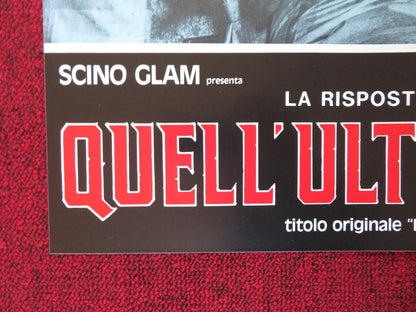 SCINO GLAM presenta
LA RISPOST
QUELL'ULT
titolo originale "